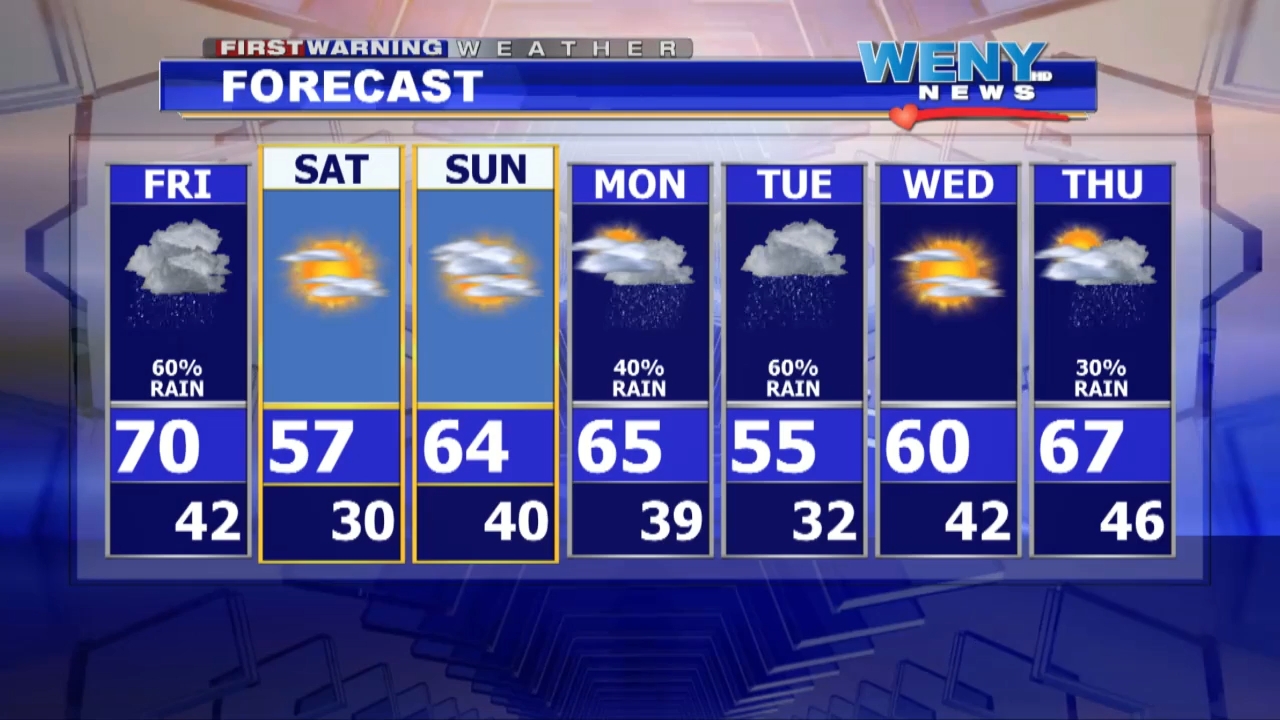 FIRSTWARNING WEATHER
FORECAST
WENY HD
NEWS
FRI
60%
RAIN
70
42
SAT
57
30
SUN
64
40
MON
40%
RAIN
65
39
TUE
60%
RAIN
55
32
WED
60
42
THU
30%
RAIN
67
46